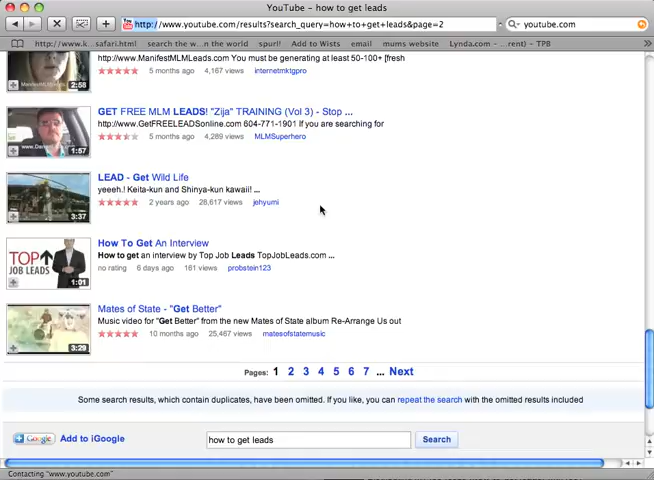 YouTube - how to get leads
You Tube http://www.youtube.com/results?search_query=how+to+get+leads&page=2
youtube.com
http://www.k...safari.html search the w...n the world spurl! Add to Wists email mums website Lynda.com - ...rent) - TPB
ManifestMLMLeads.com
2:58
http://www.ManifestMLMLeads.com You must be generating at least 50-100+ [fresh
5 months ago 4,167 views internetmktgpro
1:57
GET FREE MLM LEADS! "Zija" TRAINING (Vol 3) - Stop ...
http://www.GetFREELEADSonline.com 604-771-1901 If you are searching for
5 months ago 4,289 views MLMSuperhero
3:37
LEAD - Get Wild Life
yeeeh.! Keita-kun and Shinya-kun kawaii! ...
2 years ago 28,617 views jehyumi
TOP
JOB LEADS
1:01
How To Get An Interview
How to get an interview by Top Job Leads TopJobLeads.com ...
no rating 6 days ago 161 views probstein123
3:29
Mates of State - "Get Better"
Music video for "Get Better" from the new Mates of State album Re-Arrange Us out
10 months ago 25,467 views matesofstatemusic
Pages: 1 2 3 4 5 6 7 ... Next
Some search results, which contain duplicates, have been omitted. If you like, you can repeat the search with the omitted results included
Google Add to iGoogle how to get leads Search
Contacting "www.youtube.com"